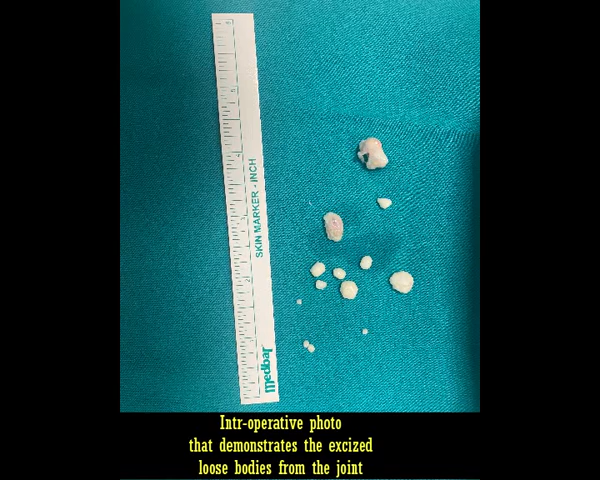 SKIN MARKER - INCH
medbar
Intr-operative photo
that demonstrates the excized
loose bodies from the joint